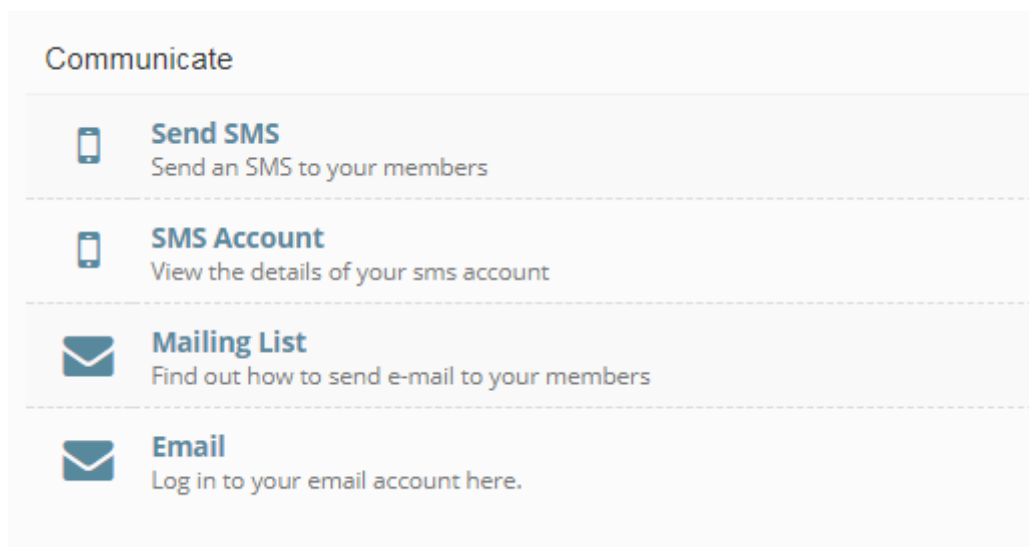 Communicate
Send SMS
Send an SMS to your members
SMS Account
View the details of your sms account
Mailing List
Find out how to send e-mail to your members
Email
Log in to your email account here.